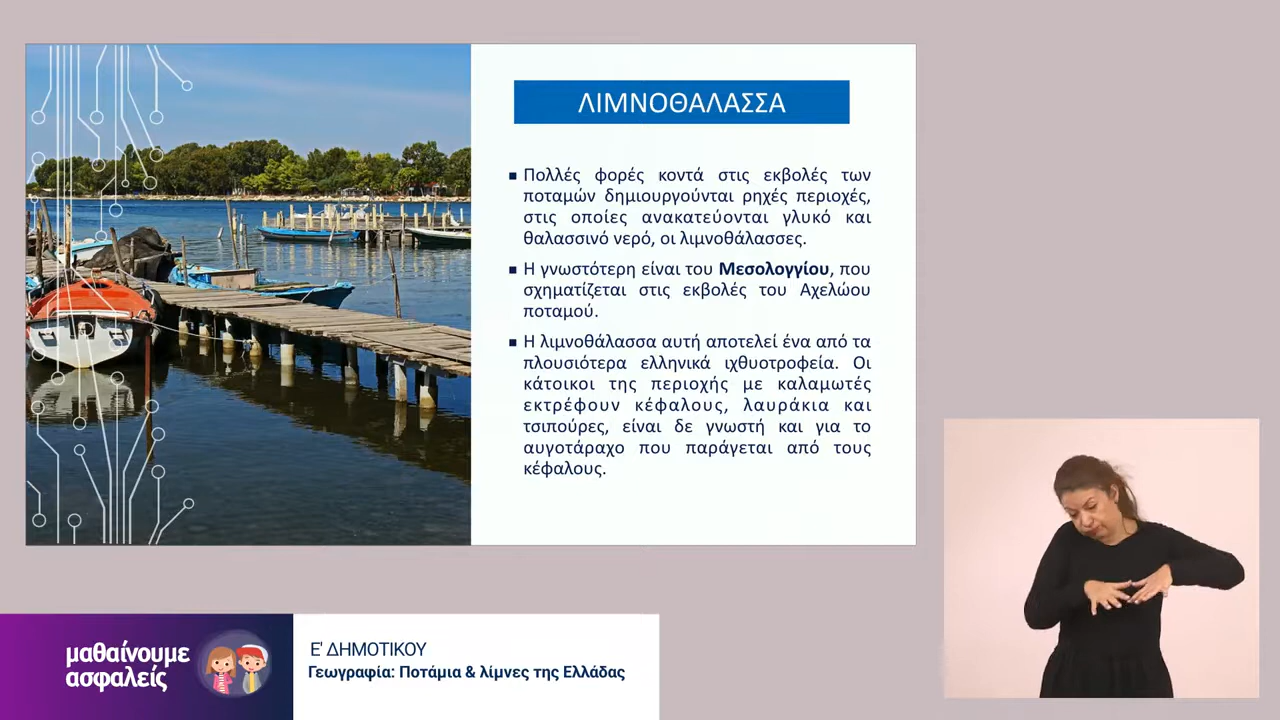 ΛΙΜΝΟΘΑΛΑΣΣΑ
▪ Πολλές φορές κοντά στις εκβολές των
ποταμών δημιουργούνται ρηχές περιοχές,
στις οποίες ανακατεύονται γλυκό και
θαλασσινό νερό, οι λιμνοθάλασσες.
▪ Η γνωστότερη είναι του Μεσολογγίου, που
σχηματίζεται στις εκβολές του Αχελώου
ποταμού.
▪ Η λιμνοθάλασσα αυτή αποτελεί ένα από τα
πλουσιότερα ελληνικά ιχθυοτροφεία. Οι
κάτοικοι της περιοχής με καλαμωτές
εκτρέφουν κέφαλους, λαυράκια και
τσιπούρες, είναι δε γνωστή και για το
αυγοτάραχο που παράγεται από τους
κέφαλους.
μαθαίνουμε
ασφαλείς
Ε' ΔΗΜΟΤΙΚΟΥ
Γεωγραφία: Ποτάμια & λίμνες της Ελλάδας